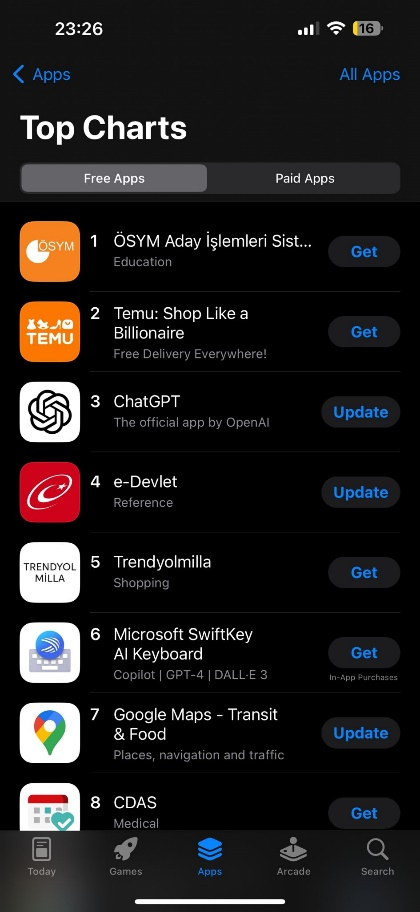 23:26
16
Apps
All Apps
Top Charts
Free Apps
Paid Apps
ÖSYM
1
ÖSYM Aday İşlemleri Sist...
Education
Get
TEMU
2
Temu: Shop Like a
Billionaire
Free Delivery Everywhere!
Get
3
ChatGPT
The official app by OpenAI
Update
4
e-Devlet
Reference
Update
TRENDYOL
MİLLA
5
Trendyolmilla
Shopping
Get
6
Microsoft SwiftKey
AI Keyboard
Copilot | GPT-4 | DALL·E 3
Get
In-App Purchases
7
Google Maps - Transit
& Food
Places, navigation and traffic
Update
8
CDAS
Medical
Get
Today
Games
Apps
Arcade
Search